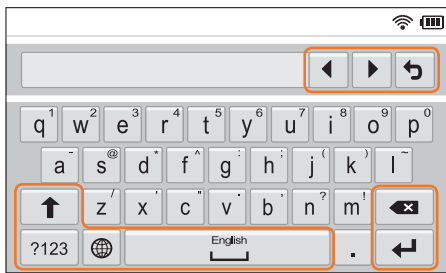 q 1 w 2 e 3 r 4 t 5 y 6 u 7 i 8 o 9 p 0
a - s @ d * f ^ g : h ; j ( k ) l ~
z / x ' c " v . b , n ? m !
?123 English .